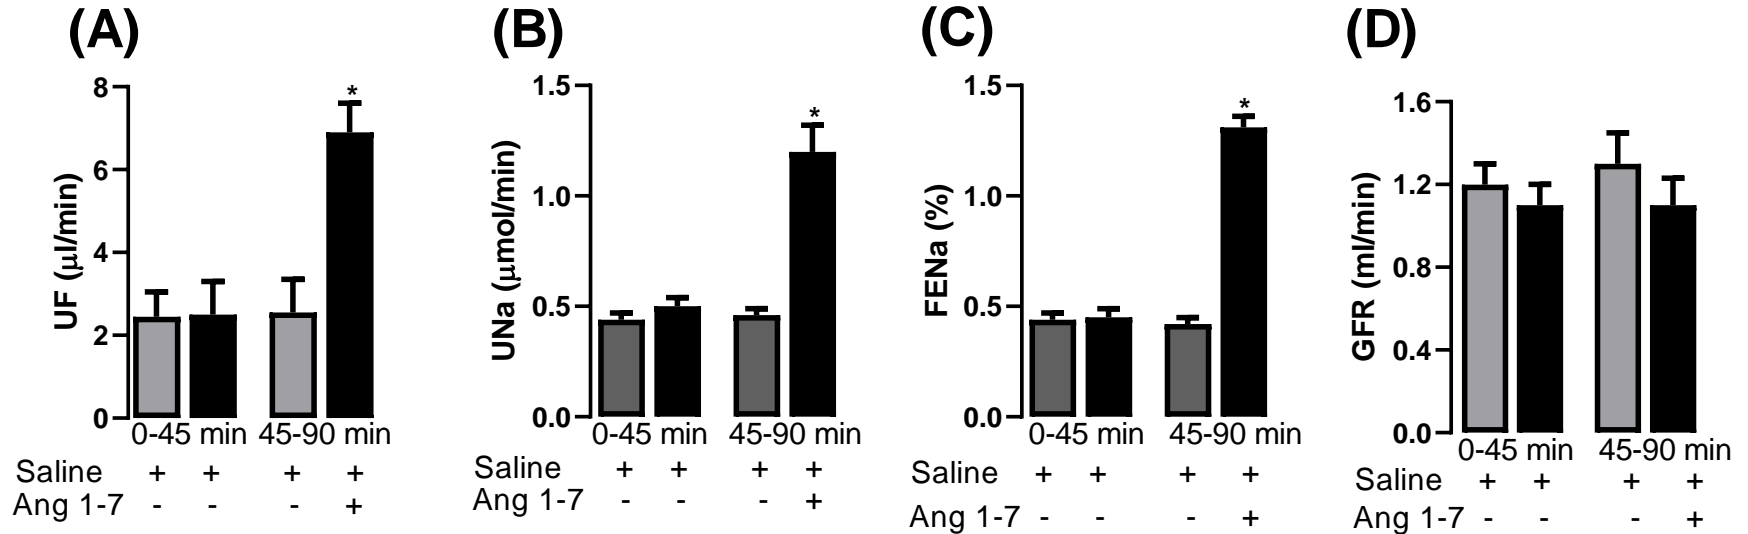 (A)
UF (μl/min)
8
6
4
2
0
*
0-45 min 45-90 min
Saline + + + +
Ang 1-7 - - - +
(B)
UNa (μmol/min)
1.5
1.0
0.5
0.0
*
0-45 min 45-90 min
Saline + + + +
Ang 1-7 - - - +
(C)
FENa (%)
1.5
1.0
0.5
0.0
*
0-45 min 45-90 min
Saline + + + +
Ang 1-7 - - - +
(D)
GFR (ml/min)
1.6
1.2
0.8
0.4
0.0
0-45 min 45-90 min
Saline + + + +
Ang 1-7 - - - +